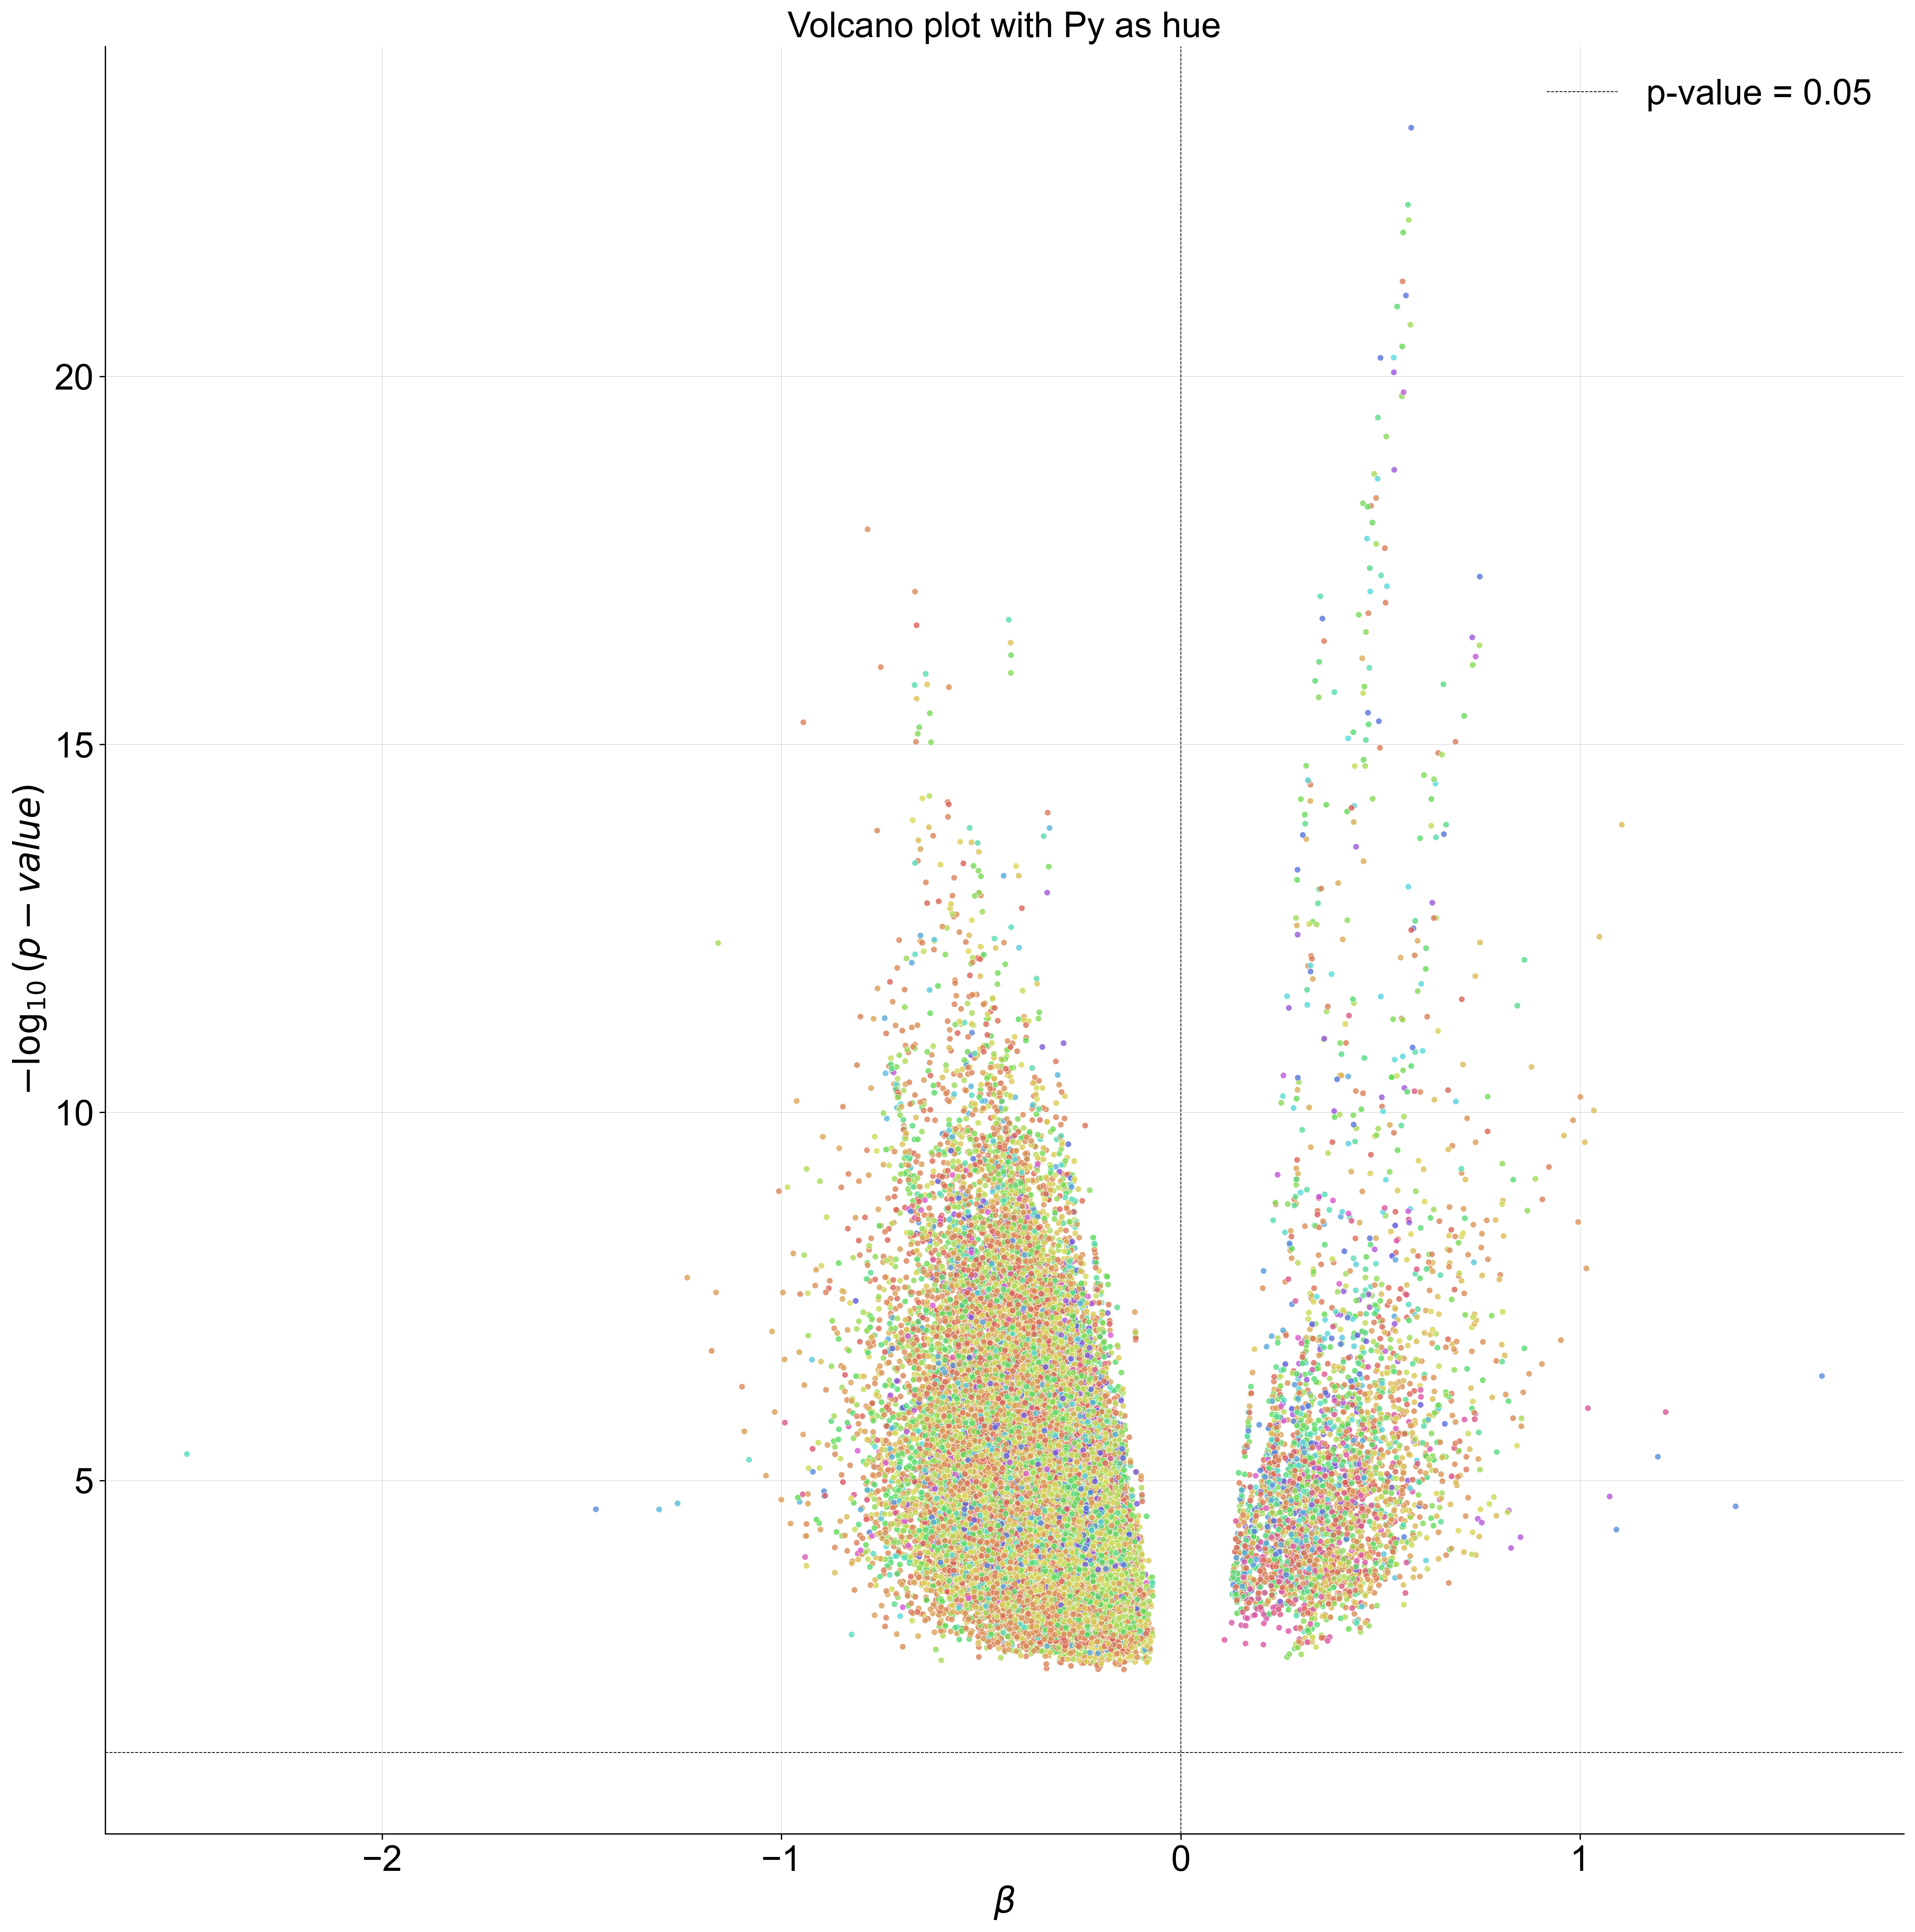 Volcano plot with Py as hue
p-value = 0.05
20
15
10
5
−log₁₀ (p − value)
−2
−1
0
1
β